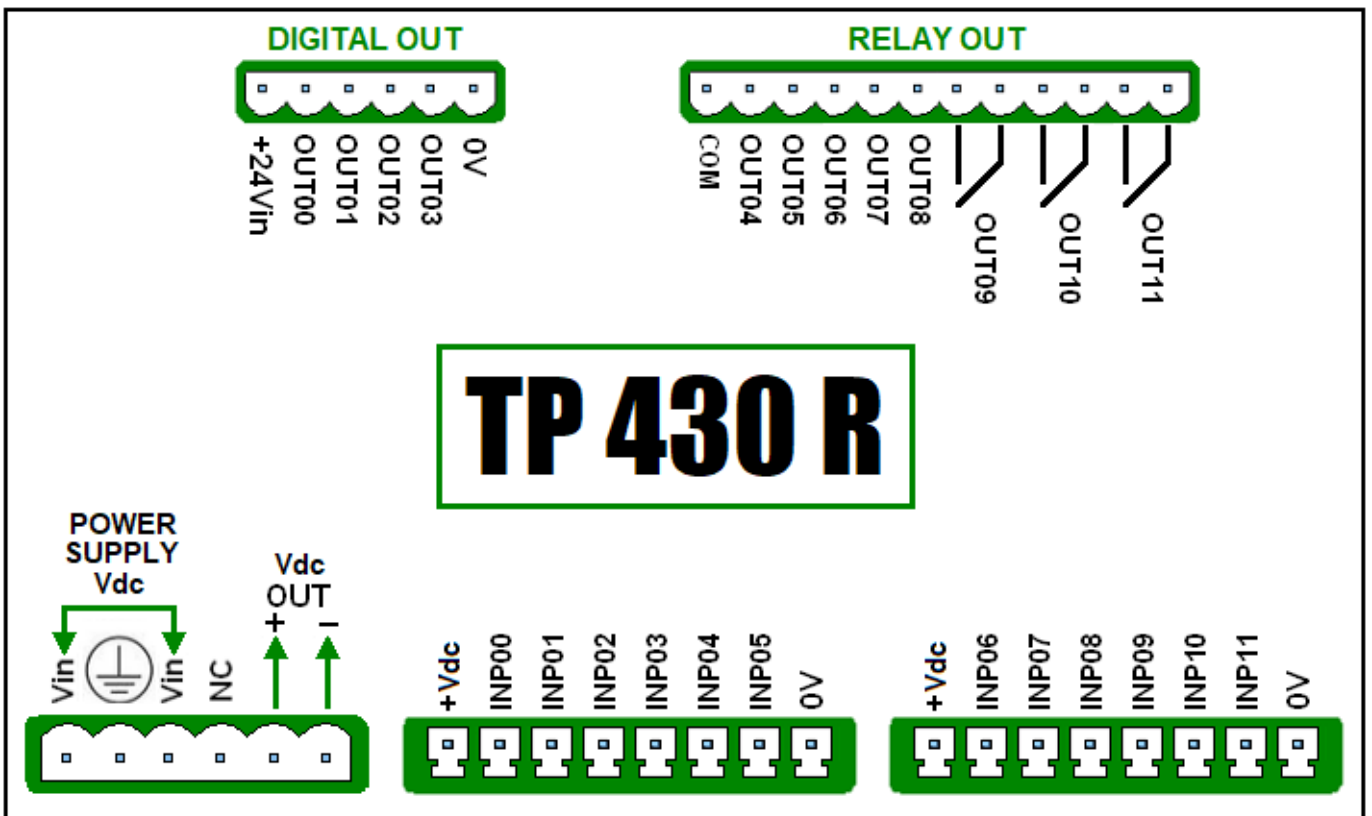 DIGITAL OUT
RELAY OUT
+24Vin
OUT00
OUT01
OUT02
OUT03
0V
COM
OUT04
OUT05
OUT06
OUT07
OUT08
OUT09
OUT10
OUT11
TP 430 R
POWER
SUPPLY
Vdc
Vin
Vin
NC
Vdc
OUT
+ −
+Vdc
INP00
INP01
INP02
INP03
INP04
INP05
0V
+Vdc
INP06
INP07
INP08
INP09
INP10
INP11
0V